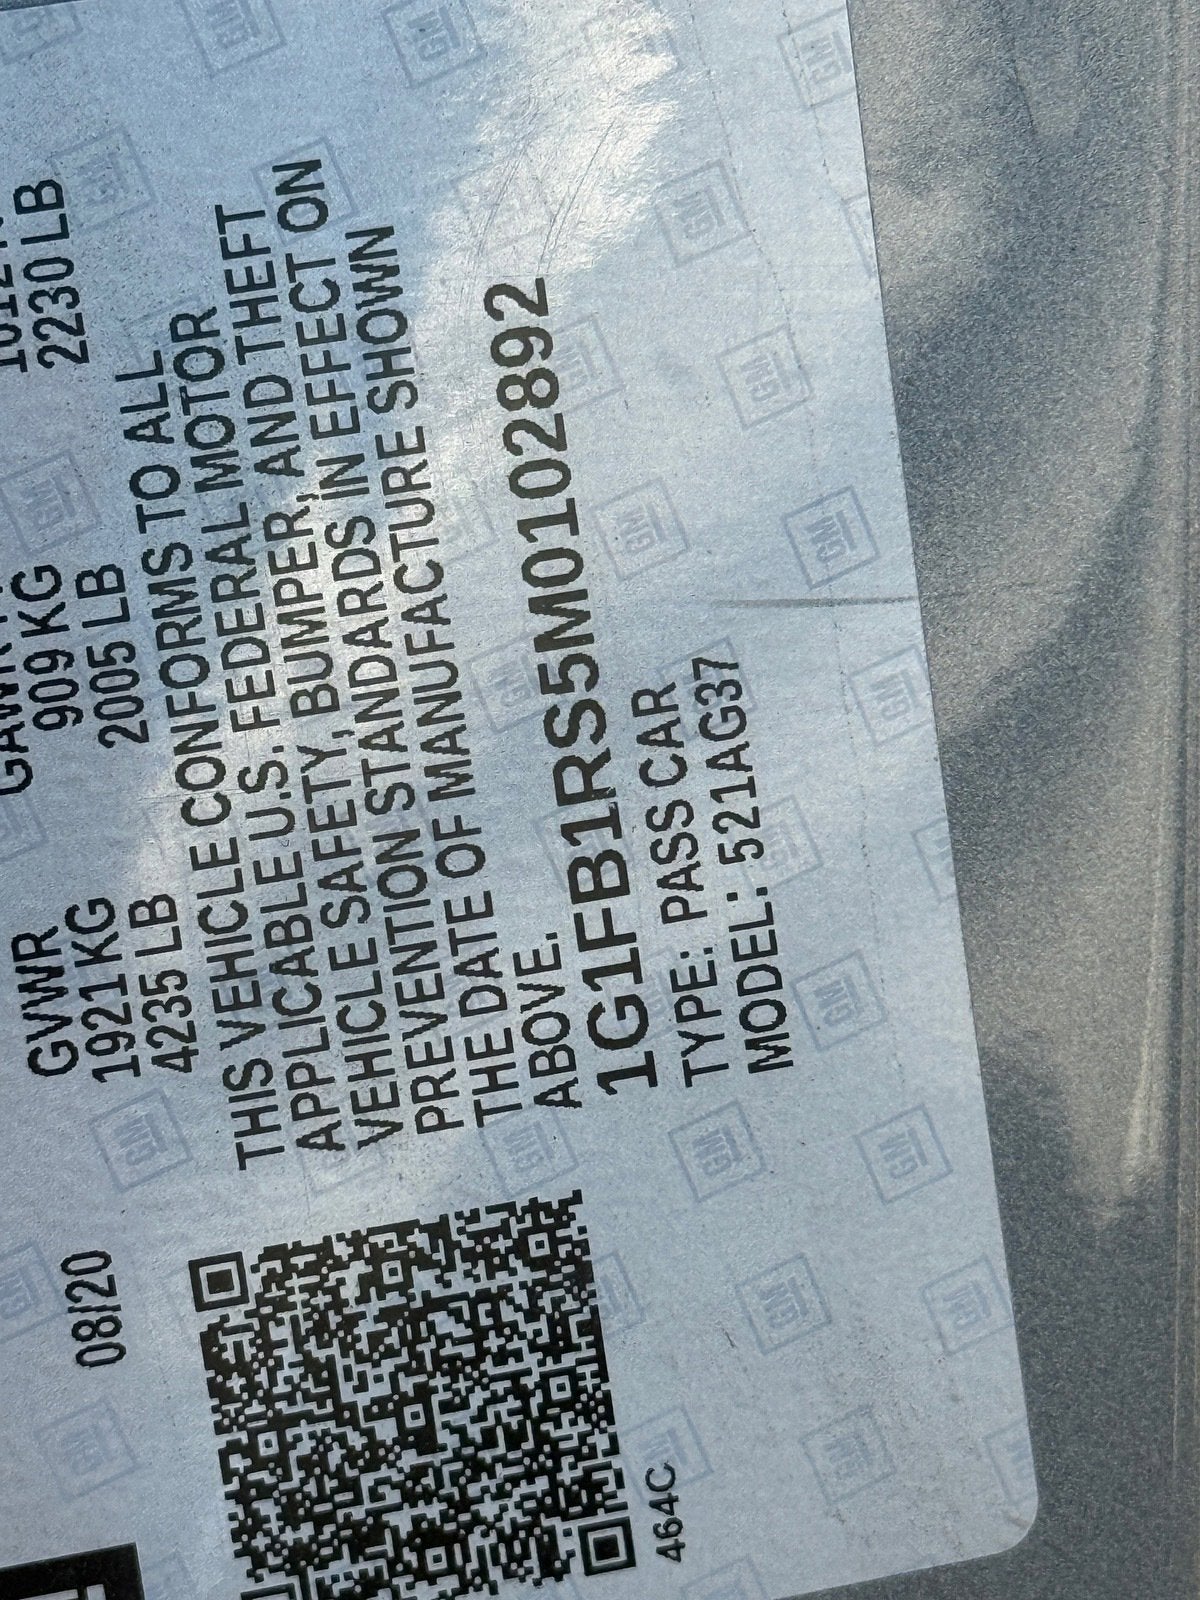 08/20
GVWR
1921 KG
4235 LB
909 KG
2005 LB
2230 LB
THIS VEHICLE CONFORMS TO ALL
APPLICABLE U.S. FEDERAL MOTOR
VEHICLE SAFETY, BUMPER, AND THEFT
PREVENTION STANDARDS IN EFFECT ON
THE DATE OF MANUFACTURE SHOWN
ABOVE.
1G1FB1RS5M0102892
TYPE: PASS CAR
MODEL: 521AG37
464C
GM